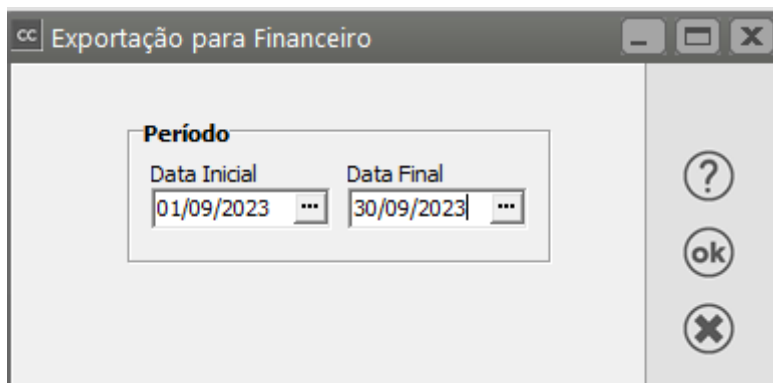 cc Exportação para Financeiro
Período
Data Inicial Data Final
01/09/2023 ... 30/09/2023 ...
?
ok